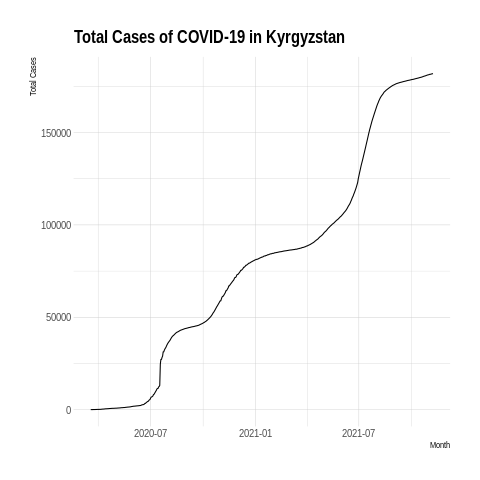 Total Cases of COVID-19 in Kyrgyzstan
Total Cases
150000
100000
50000
0
2020-07 2021-01 2021-07
Month